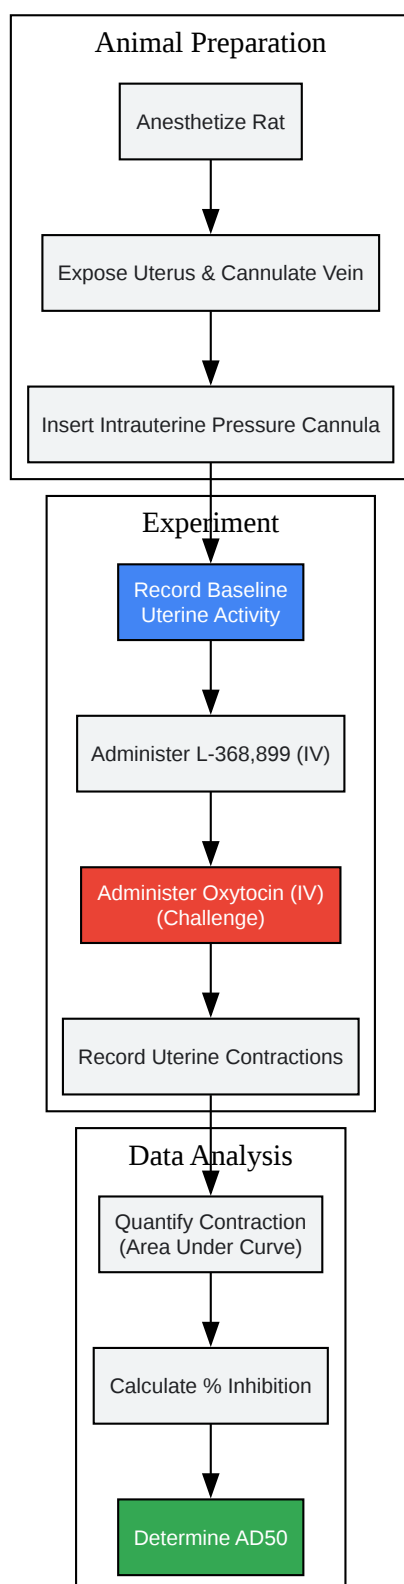 Animal Preparation
Anesthetize Rat
Expose Uterus & Cannulate Vein
Insert Intrauterine Pressure Cannula
Experiment
Record Baseline
Uterine Activity
Administer L-368,899 (IV)
Administer Oxytocin (IV)
(Challenge)
Record Uterine Contractions
Data Analysis
Quantify Contraction
(Area Under Curve)
Calculate % Inhibition
Determine AD50